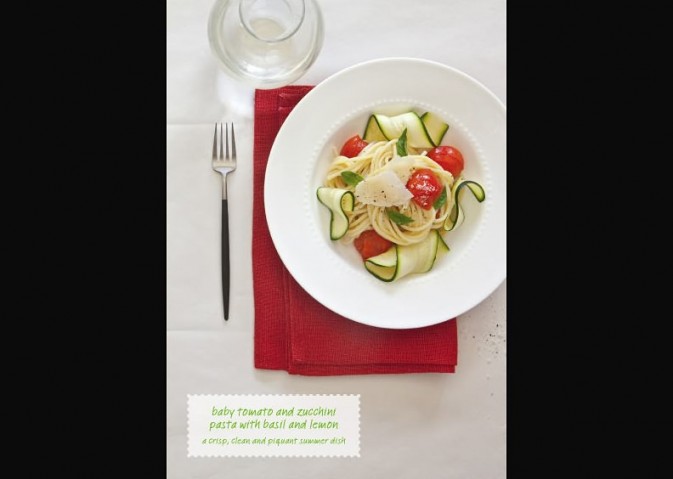 baby tomato and zucchini
pasta with basil and lemon
a crisp, clean and piquant summer dish